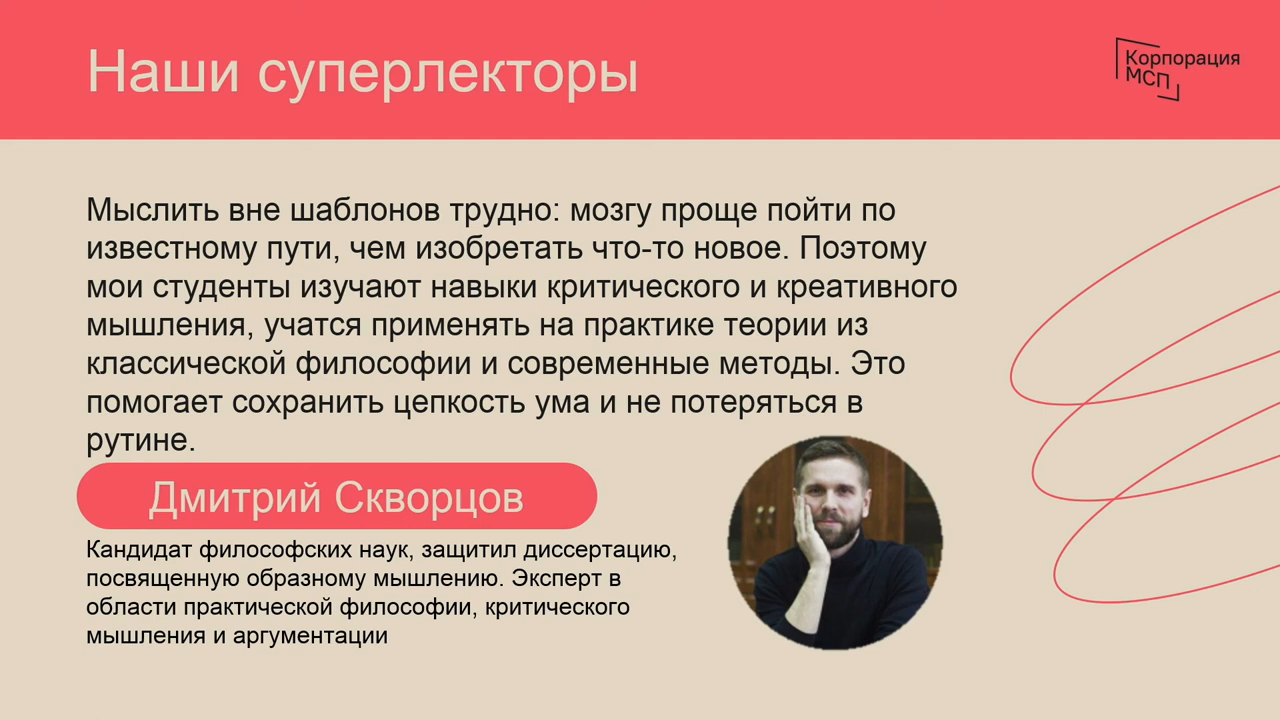 Наши суперлекторы
Корпорация
МСП
Мыслить вне шаблонов трудно: мозгу проще пойти по
известному пути, чем изобретать что-то новое. Поэтому
мои студенты изучают навыки критического и креативного
мышления, учатся применять на практике теории из
классической философии и современные методы. Это
помогает сохранить цепкость ума и не потеряться в
рутине.
Дмитрий Скворцов
Кандидат философских наук, защитил диссертацию,
посвященную образному мышлению. Эксперт в
области практической философии, критического
мышления и аргументации